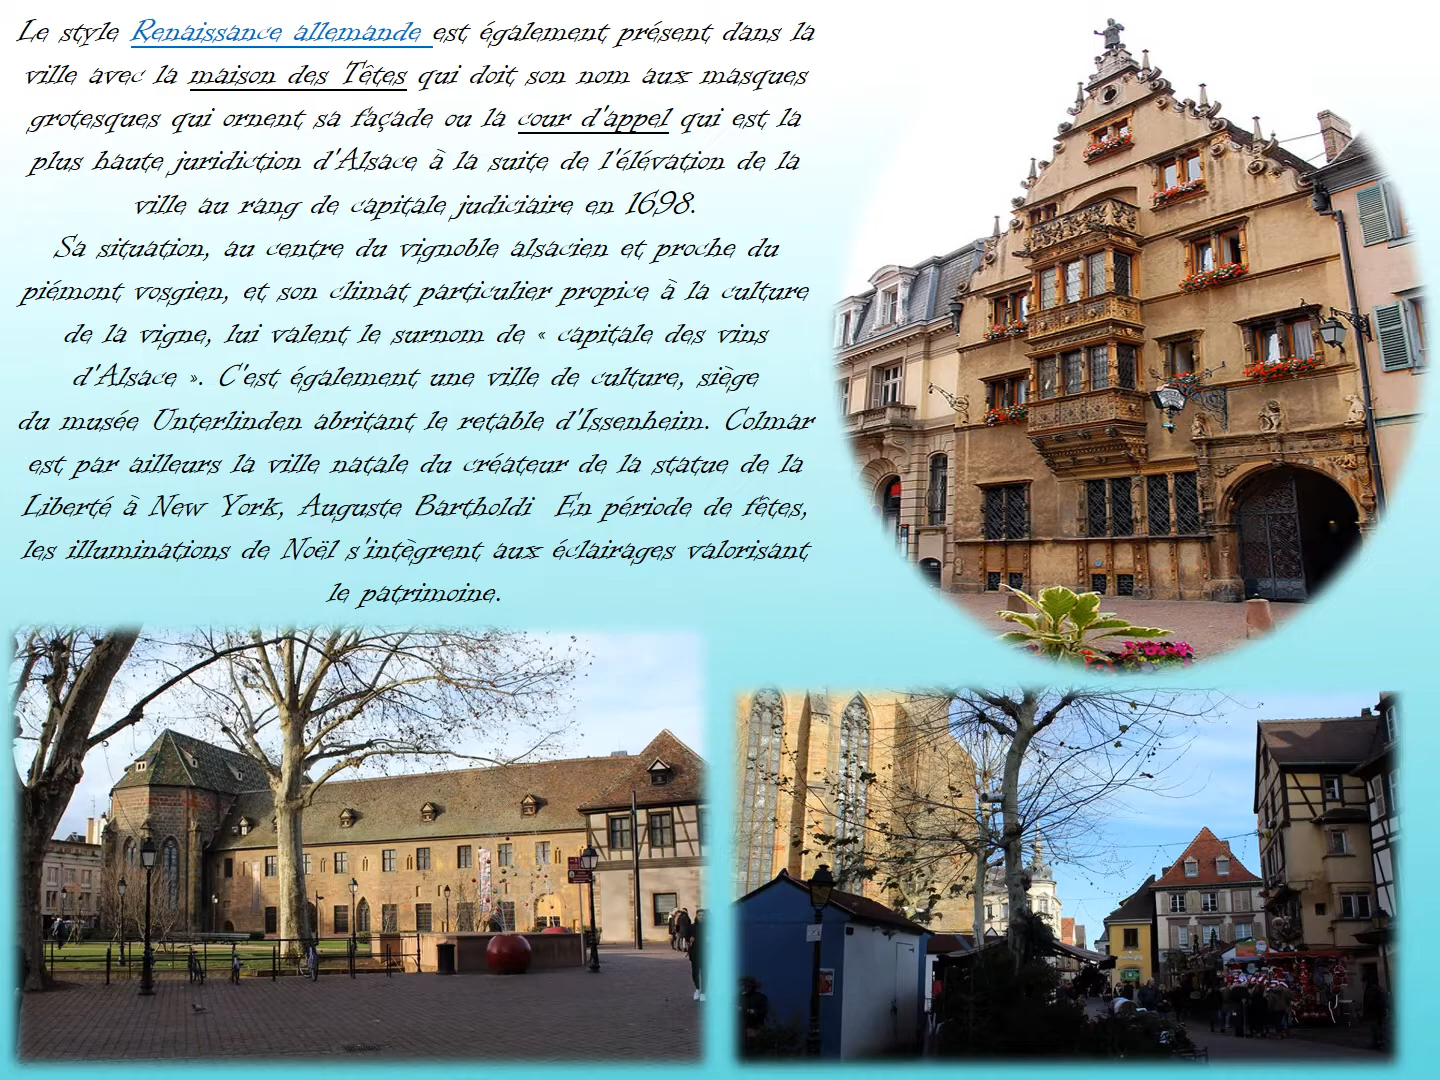 Le style Renaissance allemande est également présent dans la
ville avec la maison des Têtes qui doit son nom aux masques
grotesques qui ornent sa façade ou la cour d'appel qui est la
plus haute juridiction d'Alsace à la suite de l'élévation de la
ville au rang de capitale judiciaire en 1698.
Sa situation, au centre du vignoble alsacien et proche du
piémont vosgien, et son climat particulier propice à la culture
de la vigne, lui valent le surnom de « capitale des vins
d'Alsace ». C'est également une ville de culture, siège
du musée Unterlinden abritant le retable d'Issenheim. Colmar
est par ailleurs la ville natale du créateur de la statue de la
Liberté à New York, Auguste Bartholdi  En période de fêtes,
les illuminations de Noël s'intègrent aux éclairages valorisant
le patrimoine.